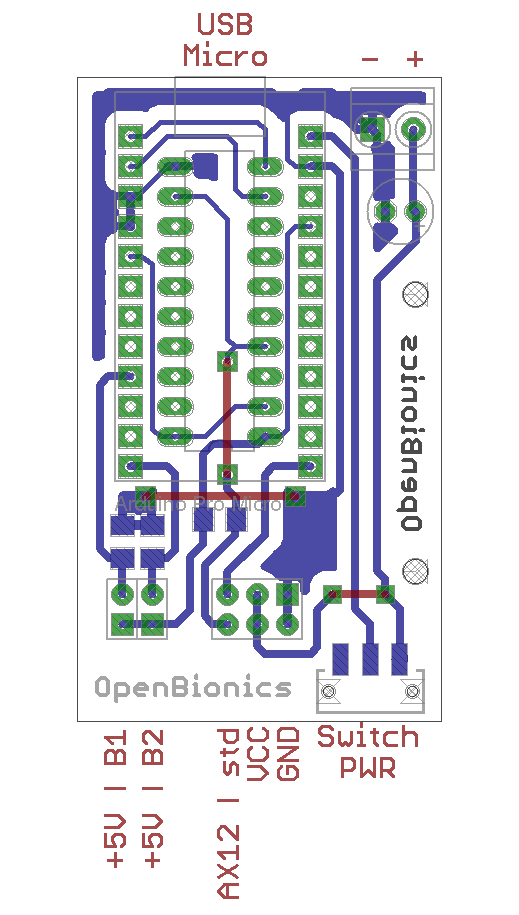 USB
Micro
- +
OpenBionics
Arduino Pro Micro
OpenBionics
+5V | B1
+5V | B2
AX12 | std
VCC
GND
Switch
PWR